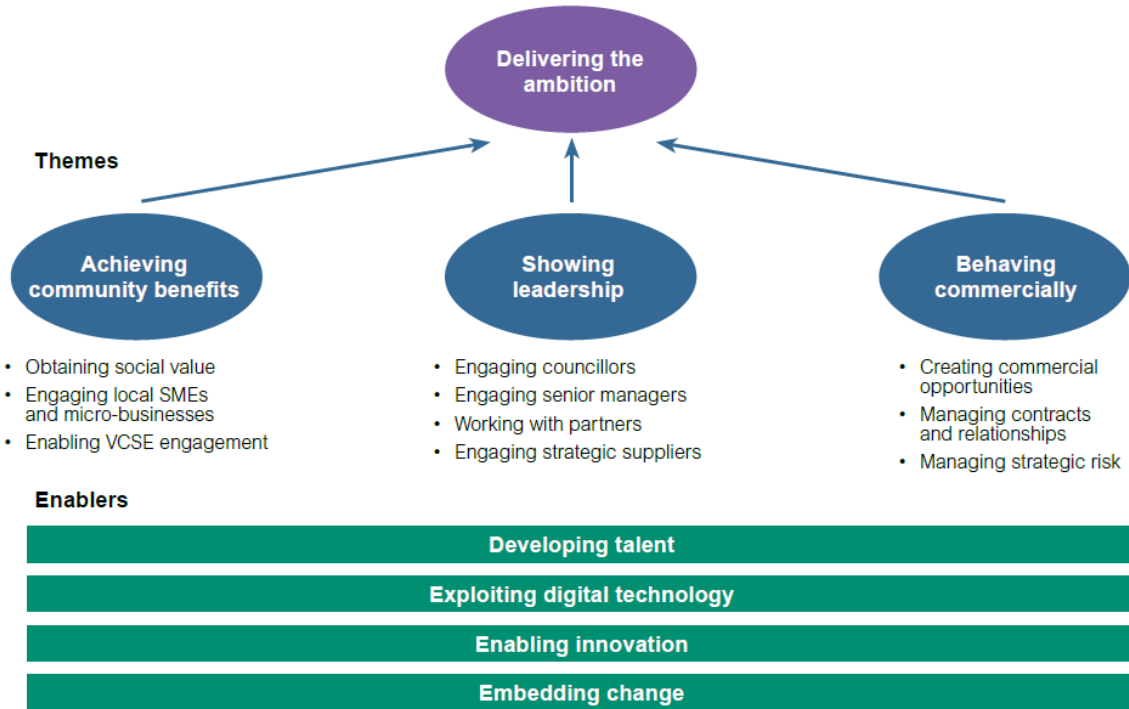 Delivering the
ambition
Themes
Achieving
community benefits
Showing
leadership
Behaving
commercially
• Obtaining social value
• Engaging local SMEs
and micro-businesses
• Enabling VCSE engagement
• Engaging councillors
• Engaging senior managers
• Working with partners
• Engaging strategic suppliers
• Creating commercial
opportunities
• Managing contracts
and relationships
• Managing strategic risk
Enablers
Developing talent
Exploiting digital technology
Enabling innovation
Embedding change